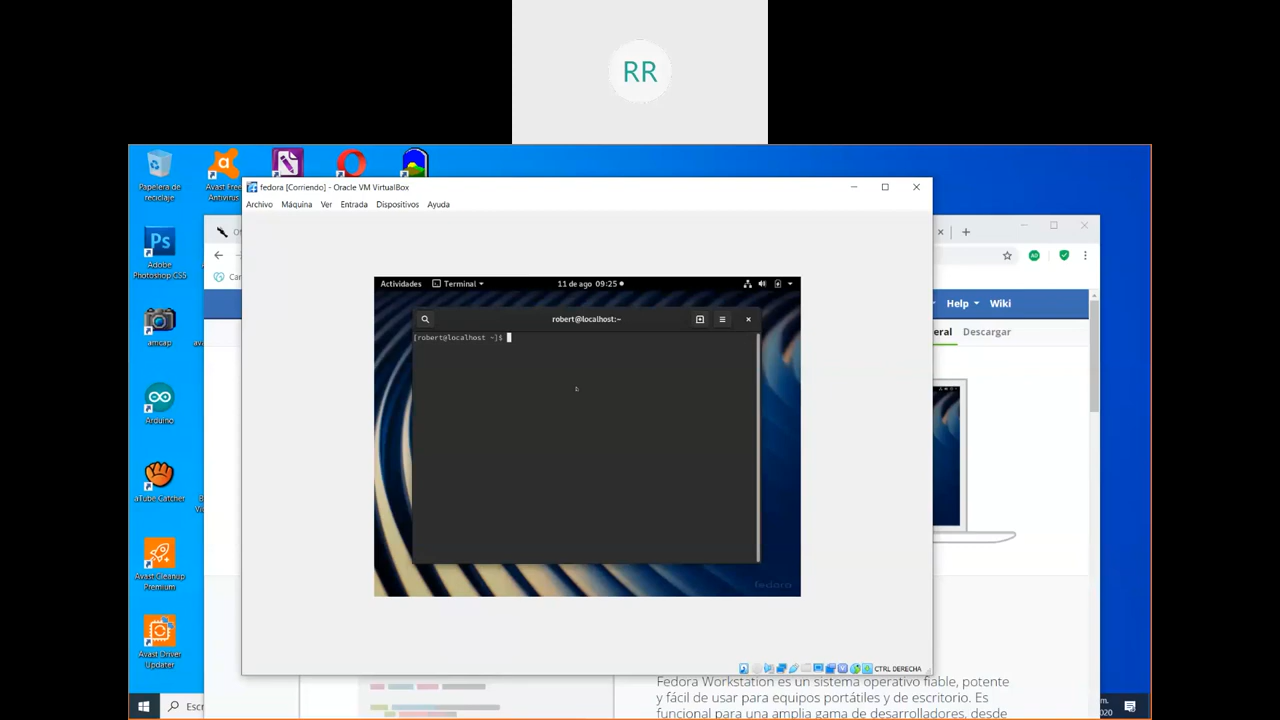 RR
Papelera de
reciclaje
Avast Free
Antivirus
fedora [Corriendo] - Oracle VM VirtualBox
Archivo Máquina Ver Entrada Dispositivos Ayuda
Ps
Adobe
Photoshop CS5
Help Wiki
Descargar
Actividades Terminal 11 de ago 09:25
robert@localhost:~
[robert@localhost ~]$
amcap
Arduino
aTube Catcher
Avast Cleanup
Premium
Avast Driver
Updater
fedora
CTRL DERECHA
Fedora Workstation es un sistema operativo fiable, potente
y fácil de usar para equipos portátiles y de escritorio. Es
funcional para una amplia gama de desarrolladores, desde